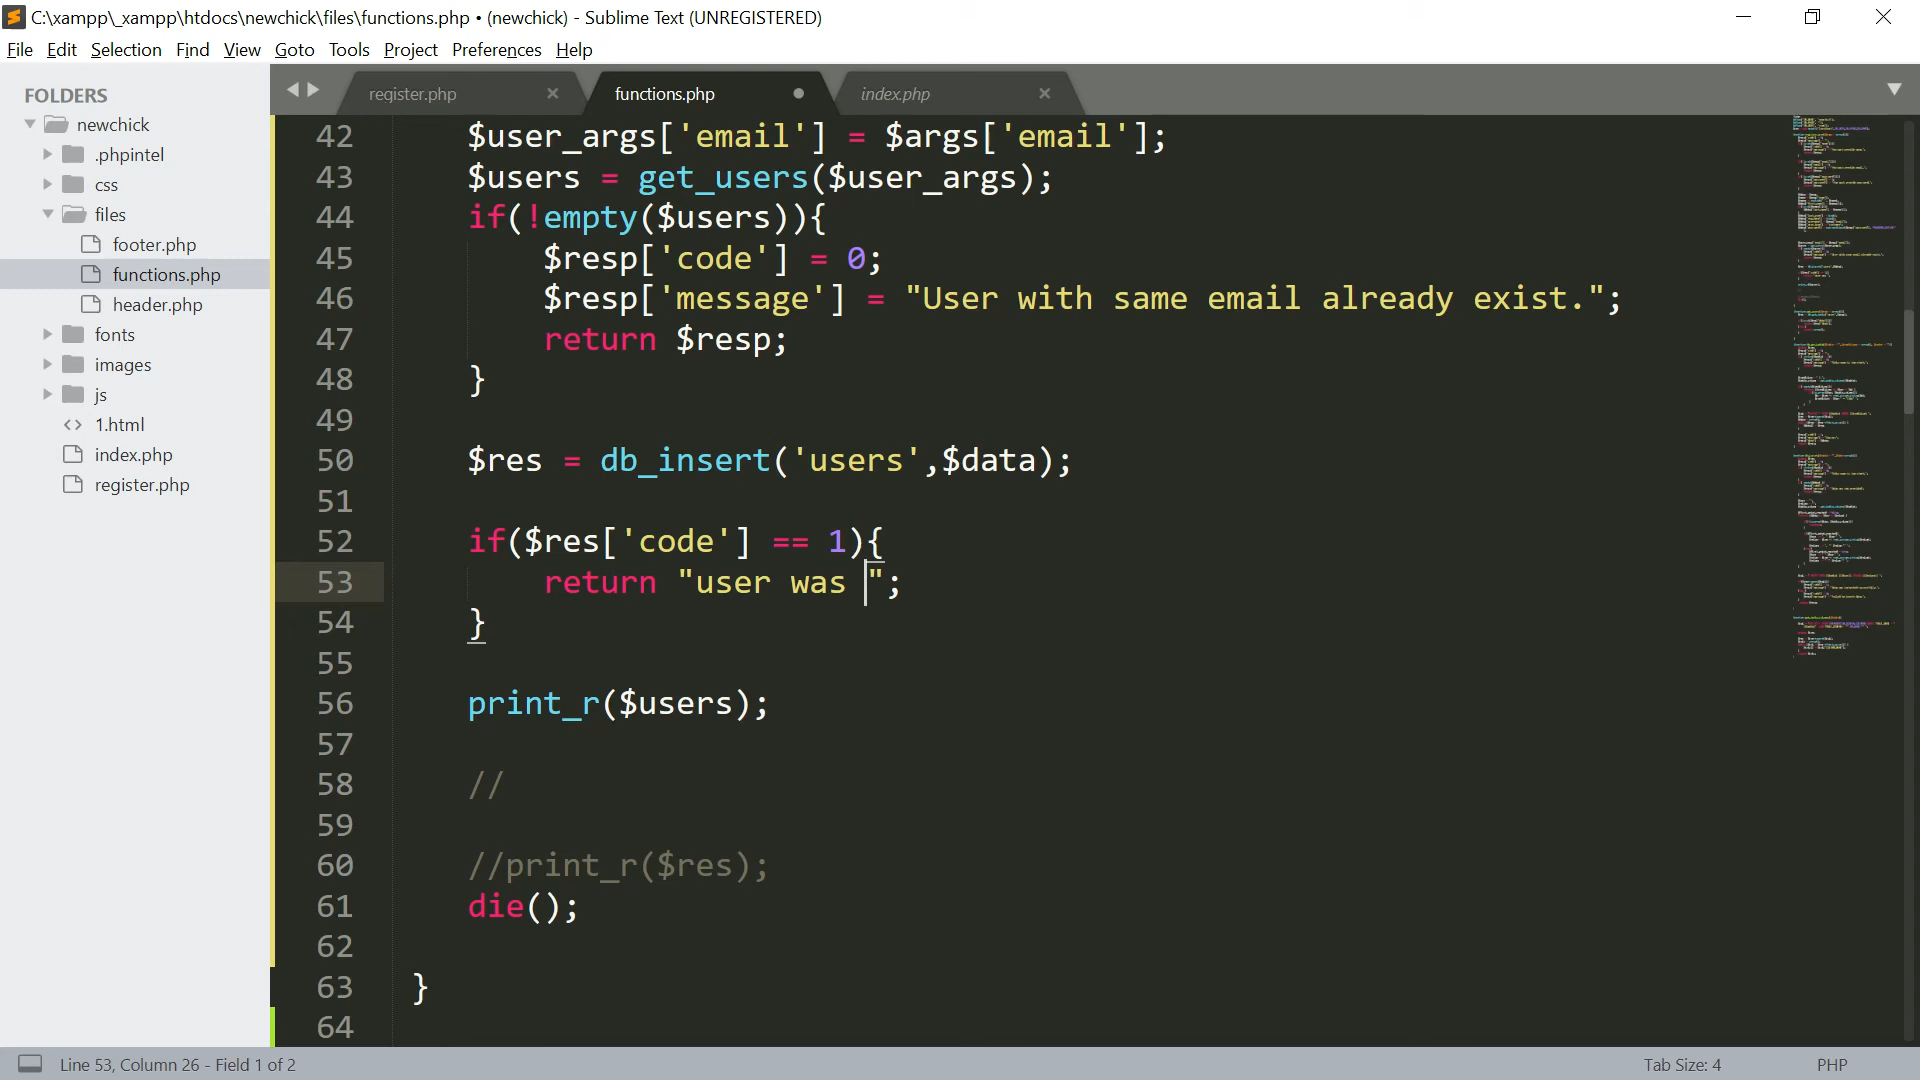 C:\xampp\_xampp\htdocs\newchick\files\functions.php • (newchick) - Sublime Text (UNREGISTERED)
File Edit Selection Find View Goto Tools Project Preferences Help
FOLDERS
newchick
.phpintel
css
files
footer.php
functions.php
header.php
fonts
images
js
1.html
index.php
register.php
register.php functions.php index.php
42 $user_args['email'] = $args['email'];
43 $users = get_users($user_args);
44 if(!empty($users)){
45 $resp['code'] = 0;
46 $resp['message'] = "User with same email already exist.";
47 return $resp;
48 }
49
50 $res = db_insert('users',$data);
51
52 if($res['code'] == 1){
53 return "user was ";
54 }
55
56 print_r($users);
57
58 //
59
60 //print_r($res);
61 die();
62
63 }
64
Line 53, Column 26 - Field 1 of 2 Tab Size: 4 PHP